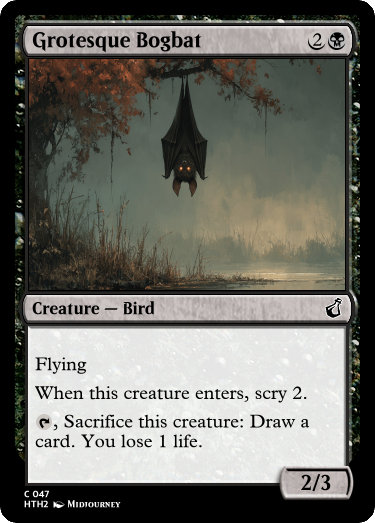 Grotesque Bogbat 2
Creature — Bird
Flying
When this creature enters, scry 2.
, Sacrifice this creature: Draw a
card. You lose 1 life.
2/3
C 047
HTH2 Midjourney